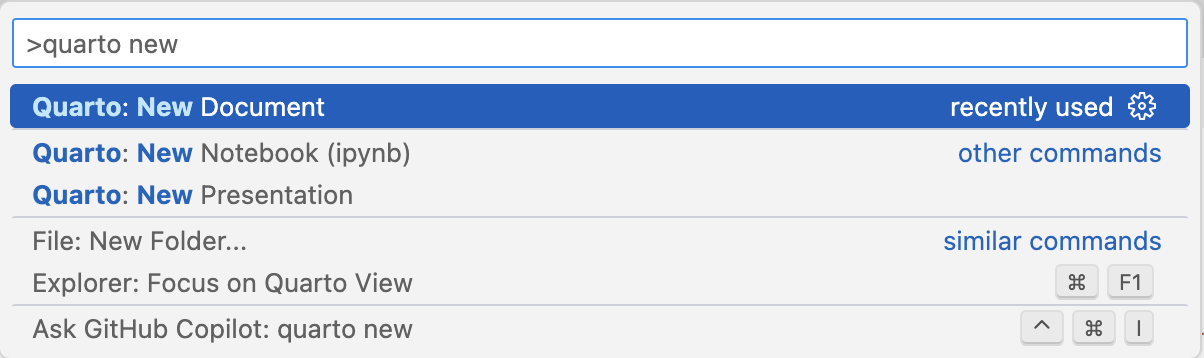 >quarto new
Quarto: New Document recently used
Quarto: New Notebook (ipynb) other commands
Quarto: New Presentation
File: New Folder... similar commands
Explorer: Focus on Quarto View ⌘ F1
Ask GitHub Copilot: quarto new ^ ⌘ I